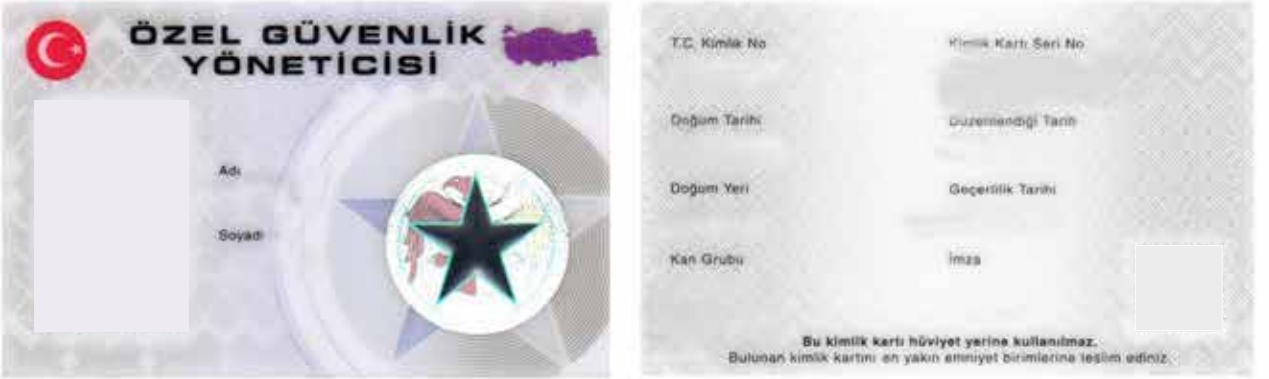 ÖZEL GÜVENLİK
YÖNETİCİSİ
Adı
Soyadı
T.C. Kimlik No
Kimlik Kartı Seri No
Doğum Tarihi
Düzenlendiği Tarih
Doğum Yeri
Geçerlilik Tarihi
Kan Grubu
İmza
Bu kimlik kartı hüviyet yerine kullanılmaz.
Bulunan kimlik kartını en yakın emniyet birimlerine teslim ediniz.